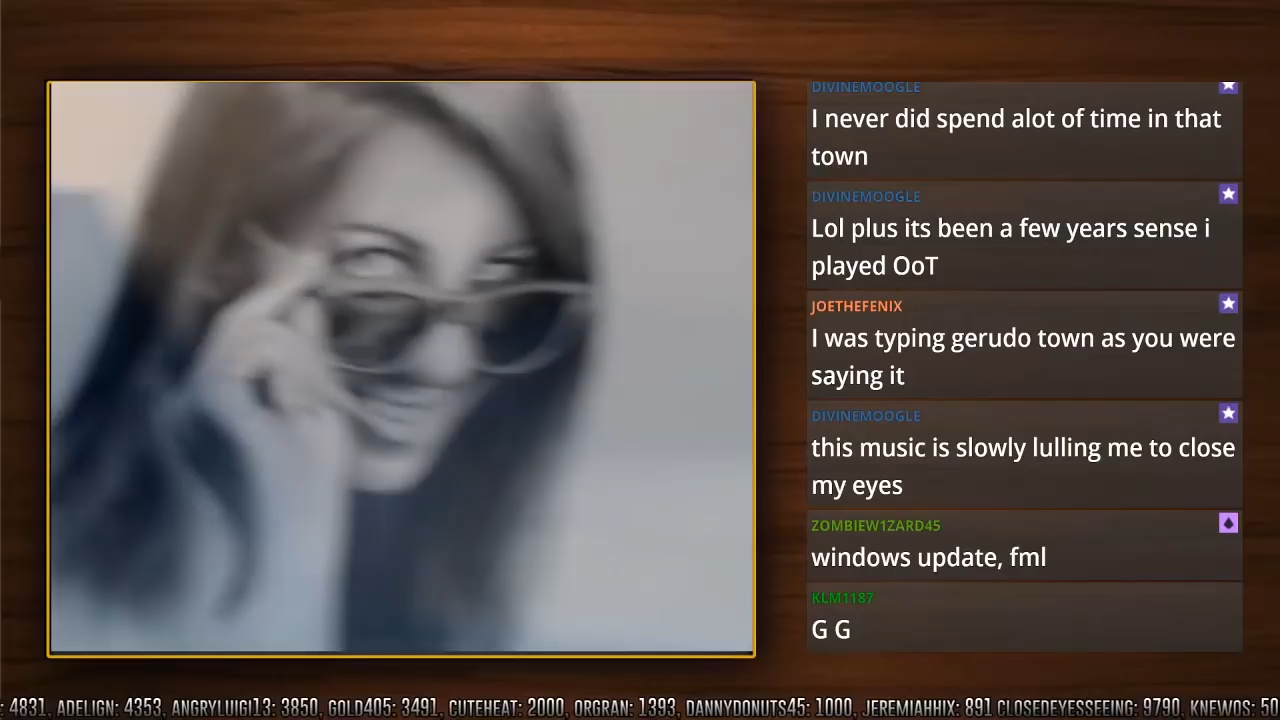 DIVINEMOOGLE
I never did spend alot of time in that
town
DIVINEMOOGLE
Lol plus its been a few years sense i
played OoT
JOETHEFENIX
I was typing gerudo town as you were
saying it
DIVINEMOOGLE
this music is slowly lulling me to close
my eyes
ZOMBIEW1ZARD45
windows update, fml
KLM1187
G G
: 4831, ADELIGN: 4353, ANGRYLUIGI13: 3850, GOLD405: 3491, CUTEHEAT: 2000, ORGRAN: 1393, DANNYDONUTS45: 1000, JEREMIAHHIX: 891 CLOSEDEYESSEEING: 9790, KNEWOS: 50